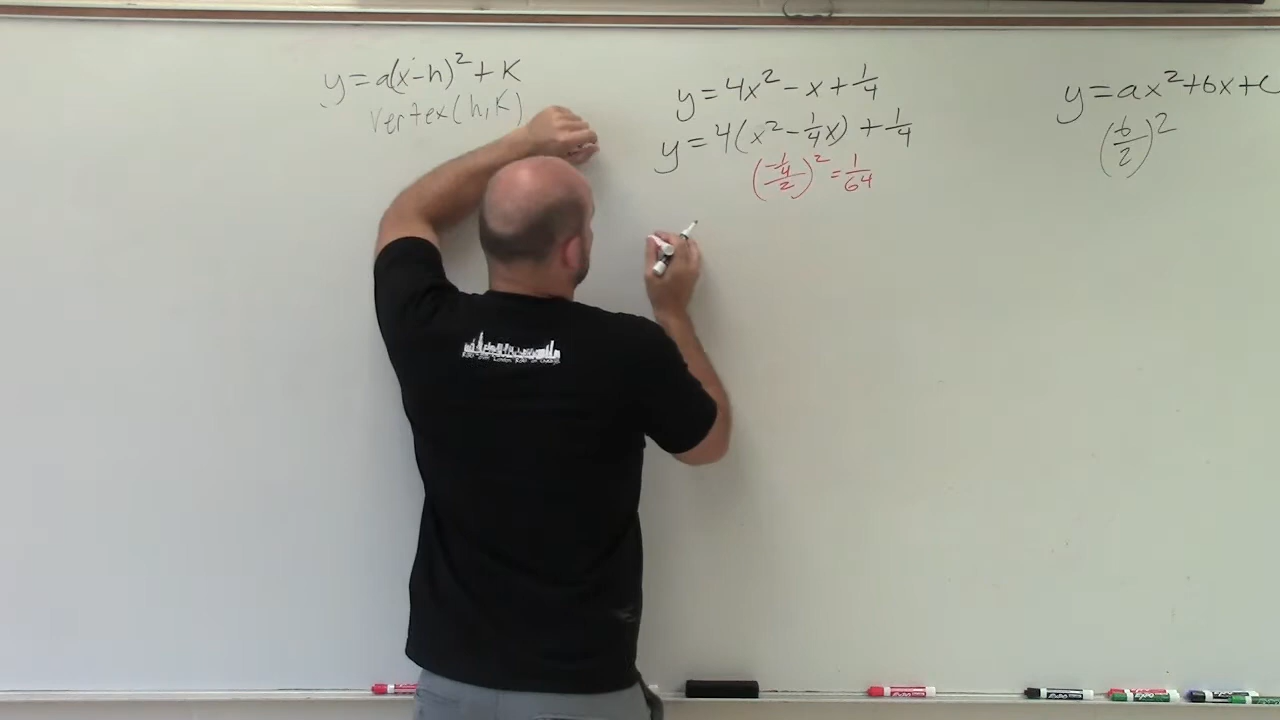 y = a(x - h)² + K
vertex (h, K)
y = 4x² - x + 1/4
y = 4(x² - 1/4x) + 1/4
(-1/4/2)² = 1/64
y = ax² + bx + C
(b/2)²